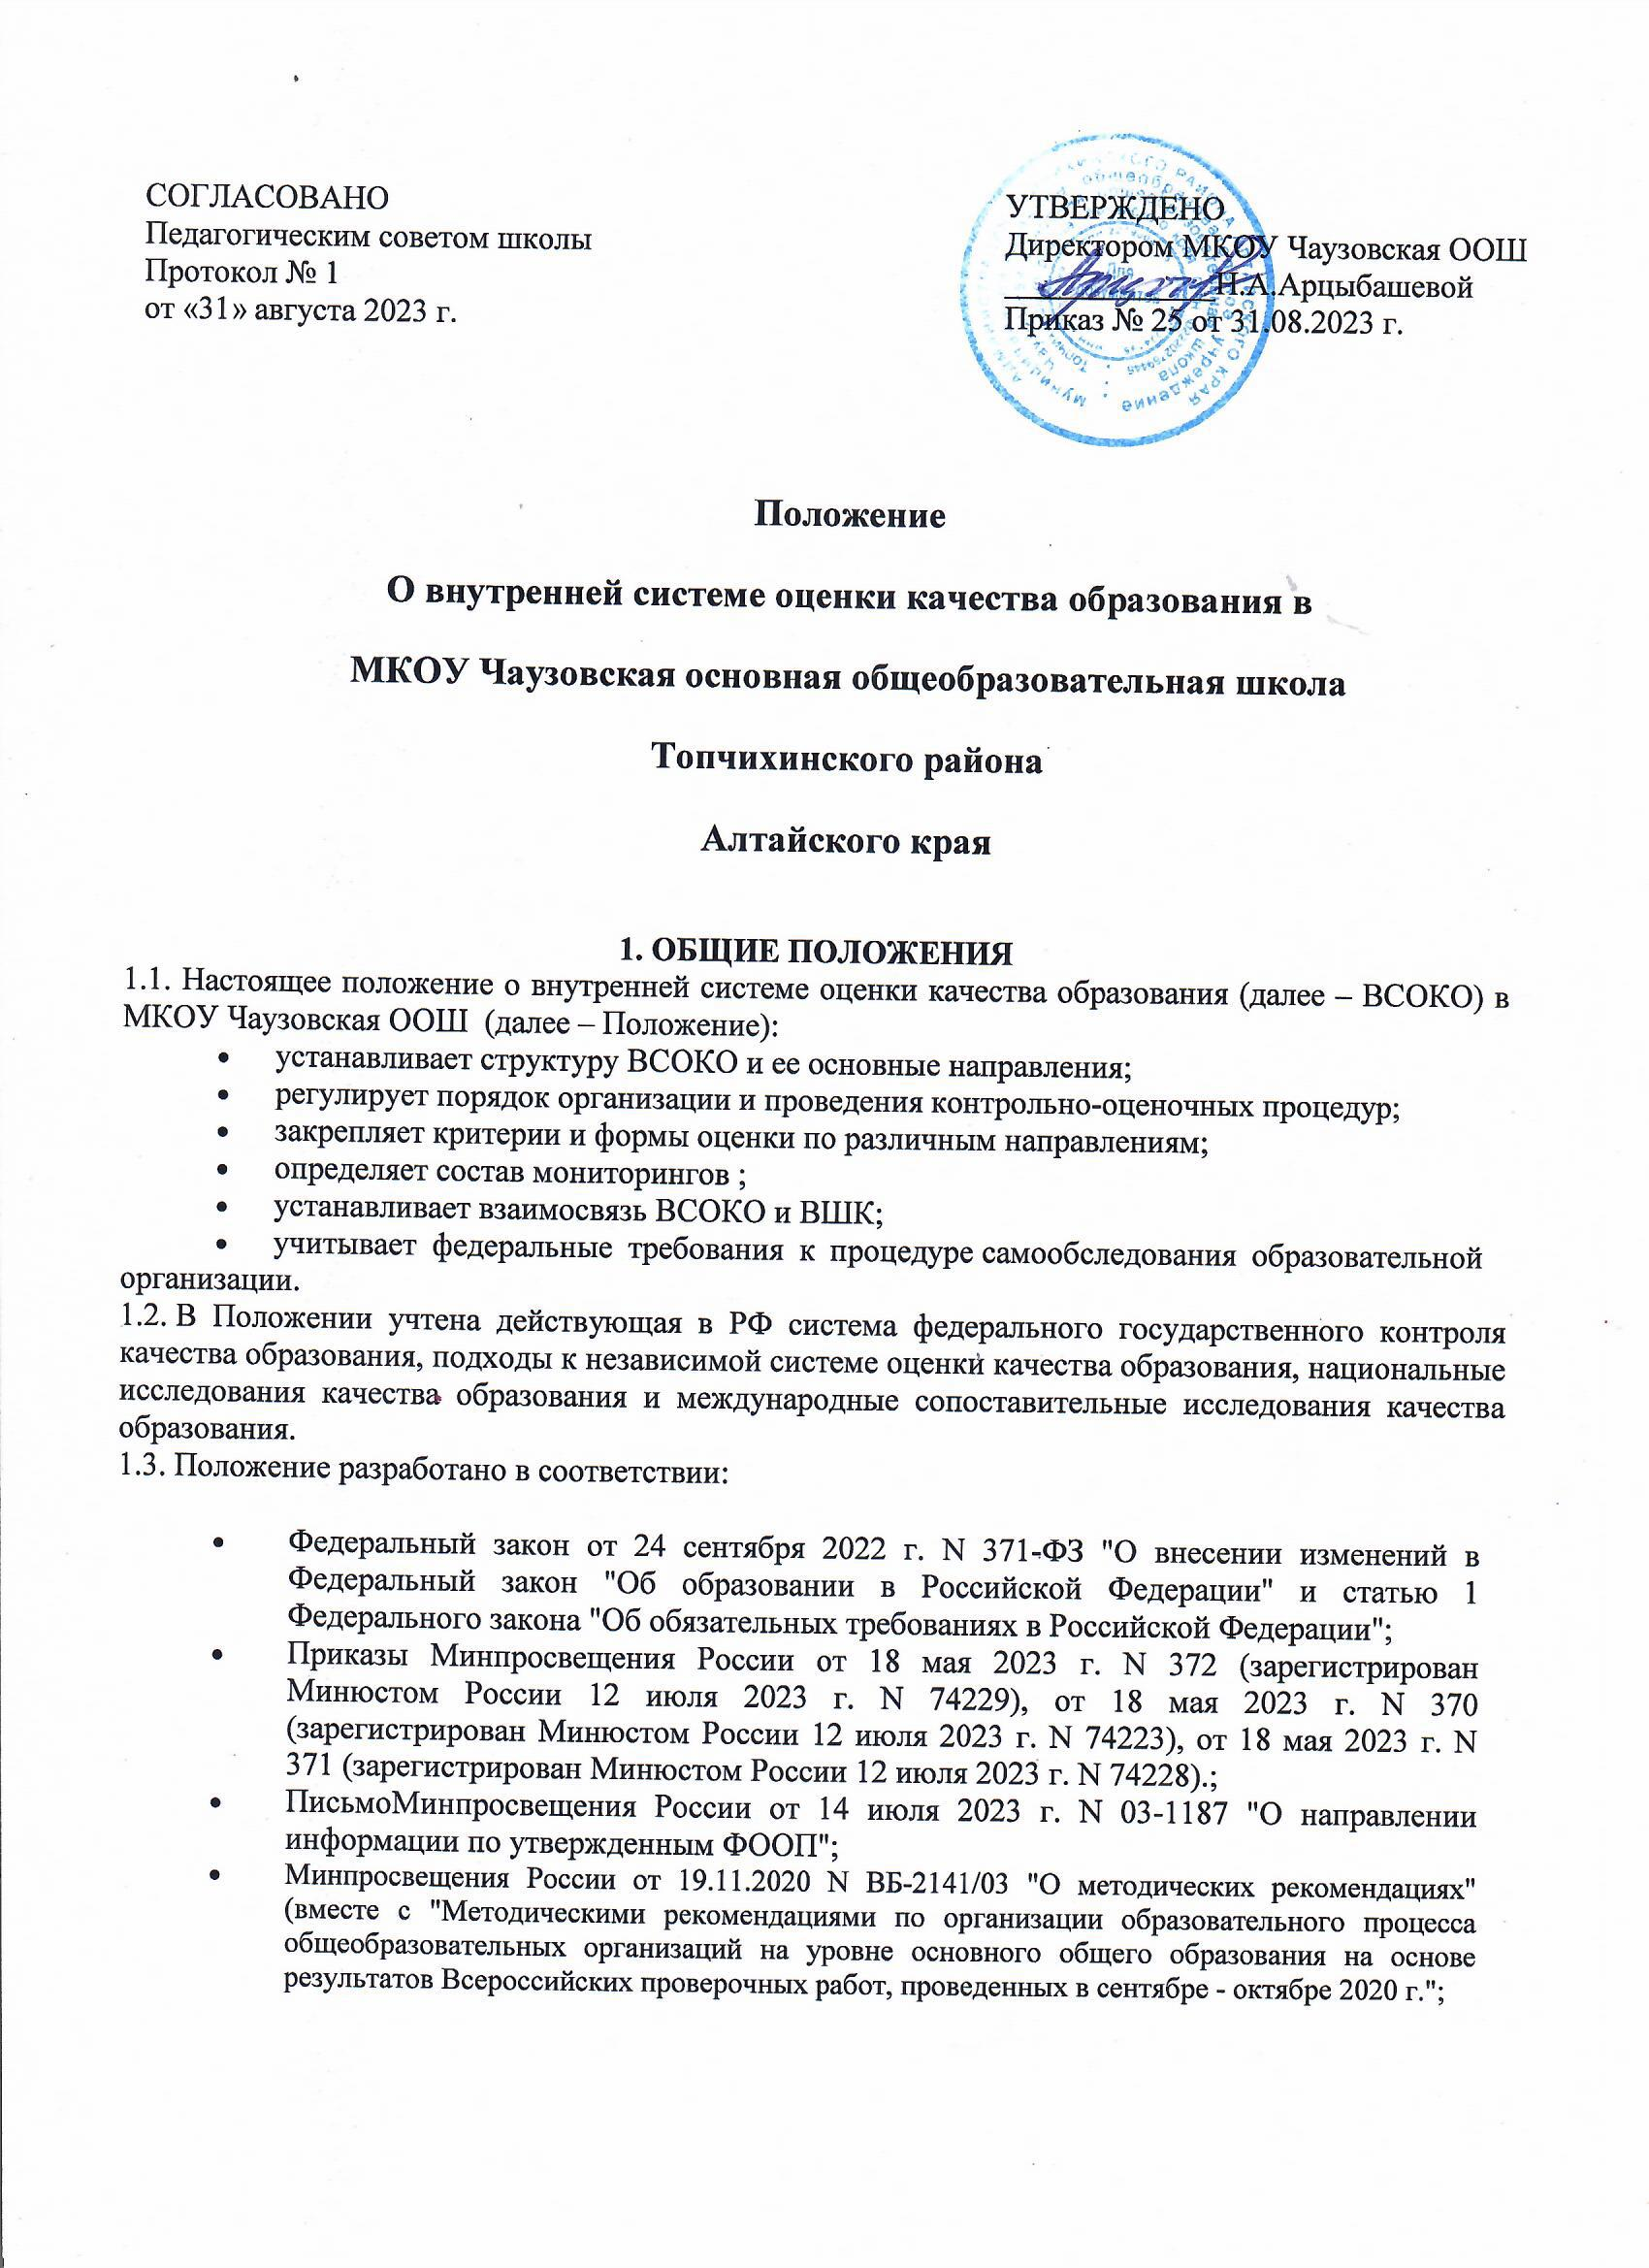 СОГЛАСОВАНО
Педагогическим советом школы
Протокол № 1
от «31» августа 2023 г.
УТВЕРЖДЕНО
Директором МКОУ Чаузовская ООШ
Н.А.Арцыбашевой
Приказ № 25 от 31.08.2023 г.
Положение
О внутренней системе оценки качества образования в
МКОУ Чаузовская основная общеобразовательная школа
Топчихинского района
Алтайского края
1. ОБЩИЕ ПОЛОЖЕНИЯ
1.1. Настоящее положение о внутренней системе оценки качества образования (далее – ВСОКО) в
МКОУ Чаузовская ООШ (далее – Положение):
• устанавливает структуру ВСОКО и ее основные направления;
• регулирует порядок организации и проведения контрольно-оценочных процедур;
• закрепляет критерии и формы оценки по различным направлениям;
• определяет состав мониторингов ;
• устанавливает взаимосвязь ВСОКО и ВШК;
• учитывает федеральные требования к процедуре самообследования образовательной
организации.
1.2. В Положении учтена действующая в РФ система федерального государственного контроля
качества образования, подходы к независимой системе оценки качества образования, национальные
исследования качества образования и международные сопоставительные исследования качества
образования.
1.3. Положение разработано в соответствии:
• Федеральный закон от 24 сентября 2022 г. N 371-ФЗ "О внесении изменений в
Федеральный закон "Об образовании в Российской Федерации" и статью 1
Федерального закона "Об обязательных требованиях в Российской Федерации";
• Приказы Минпросвещения России от 18 мая 2023 г. N 372 (зарегистрирован
Минюстом России 12 июля 2023 г. N 74229), от 18 мая 2023 г. N 370
(зарегистрирован Минюстом России 12 июля 2023 г. N 74223), от 18 мая 2023 г. N
371 (зарегистрирован Минюстом России 12 июля 2023 г. N 74228).;
• ПисьмоМинпросвещения России от 14 июля 2023 г. N 03-1187 "О направлении
информации по утвержденным ФООП";
• Минпросвещения России от 19.11.2020 N ВБ-2141/03 "О методических рекомендациях"
(вместе с "Методическими рекомендациями по организации образовательного процесса
общеобразовательных организаций на уровне основного общего образования на основе
результатов Всероссийских проверочных работ, проведенных в сентябре - октябре 2020 г.";